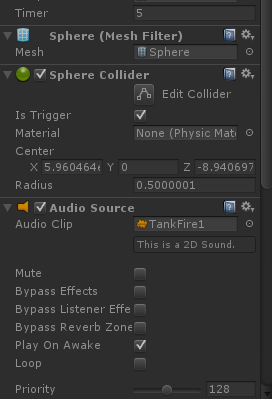 Timer 5
Sphere (Mesh Filter)
Mesh Sphere
Sphere Collider
Edit Collider
Is Trigger
Material None (Physic Mate
Center
X 5.960464e Y 0 Z -8.940697
Radius 0.5000001
Audio Source
Audio Clip TankFire1
This is a 2D Sound.
Mute
Bypass Effects
Bypass Listener Effe
Bypass Reverb Zone
Play On Awake
Loop
Priority 128